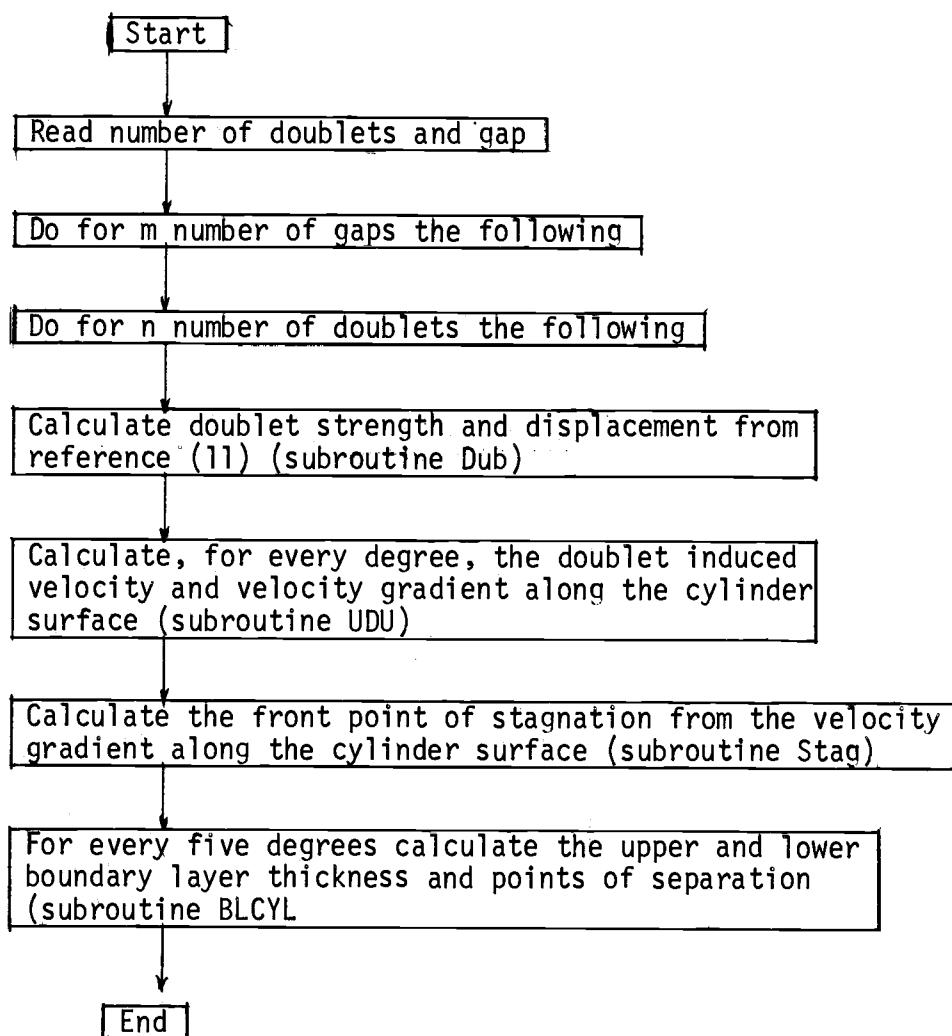 Start
Read number of doublets and gap
Do for m number of gaps the following
Do for n number of doublets the following
Calculate doublet strength and displacement from
reference (11) (subroutine Dub)
Calculate, for every degree, the doublet induced
velocity and velocity gradient along the cylinder
surface (subroutine UDU)
Calculate the front point of stagnation from the velocity
gradient along the cylinder surface (subroutine Stag)
For every five degrees calculate the upper and lower
boundary layer thickness and points of separation
(subroutine BLCYL
End